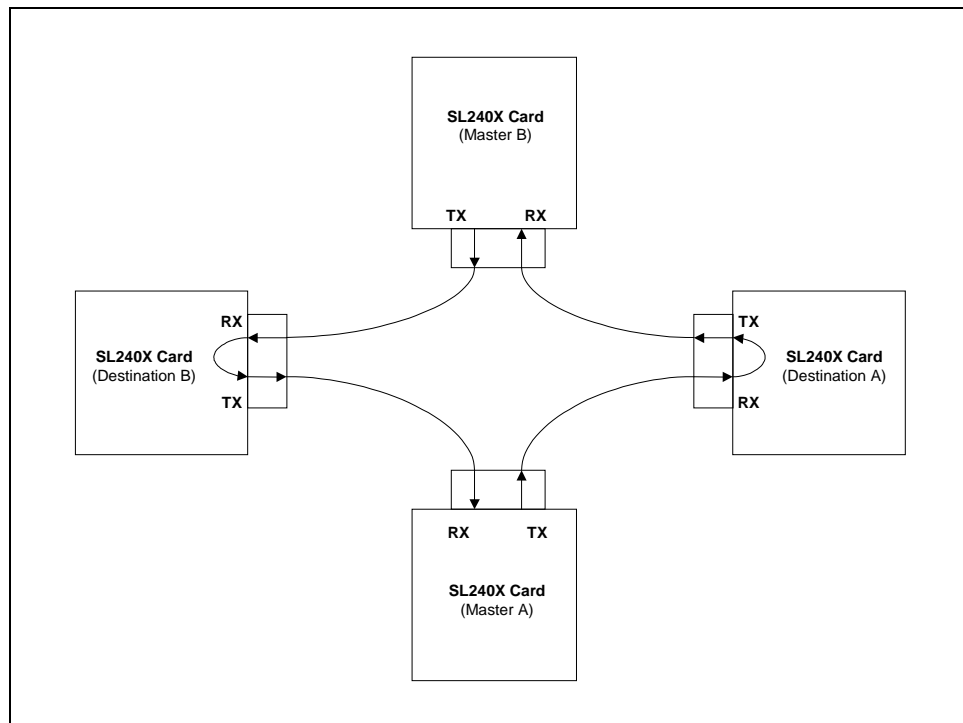 SL240X Card
(Master B)
TX RX
RX
SL240X Card
(Destination B)
TX
TX
SL240X Card
(Destination A)
RX
RX TX
SL240X Card
(Master A)